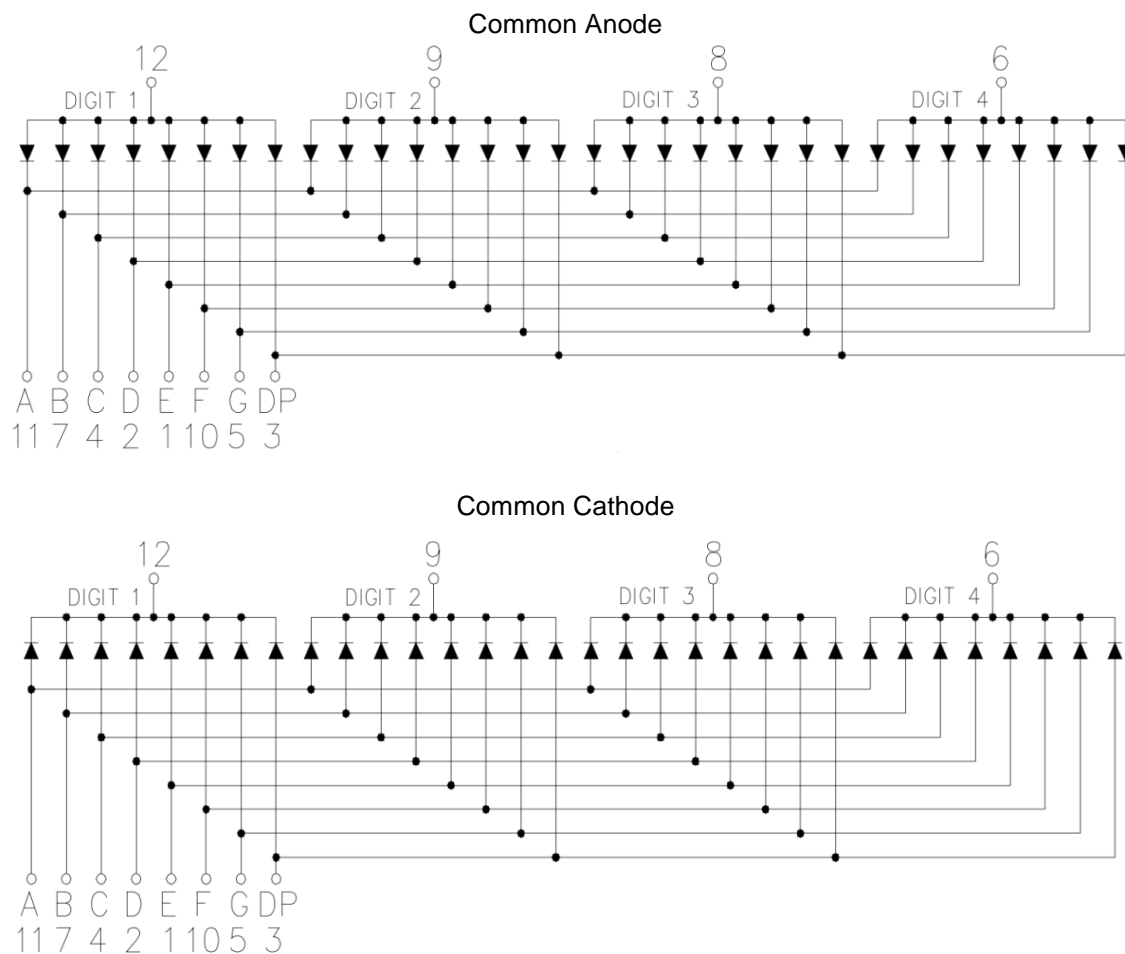 Common Anode
12 9 8 6
DIGIT 1 DIGIT 2 DIGIT 3 DIGIT 4
A B C D E F G DP
11 7 4 2 1 10 5 3
Common Cathode
12 9 8 6
DIGIT 1 DIGIT 2 DIGIT 3 DIGIT 4
A B C D E F G DP
11 7 4 2 1 10 5 3